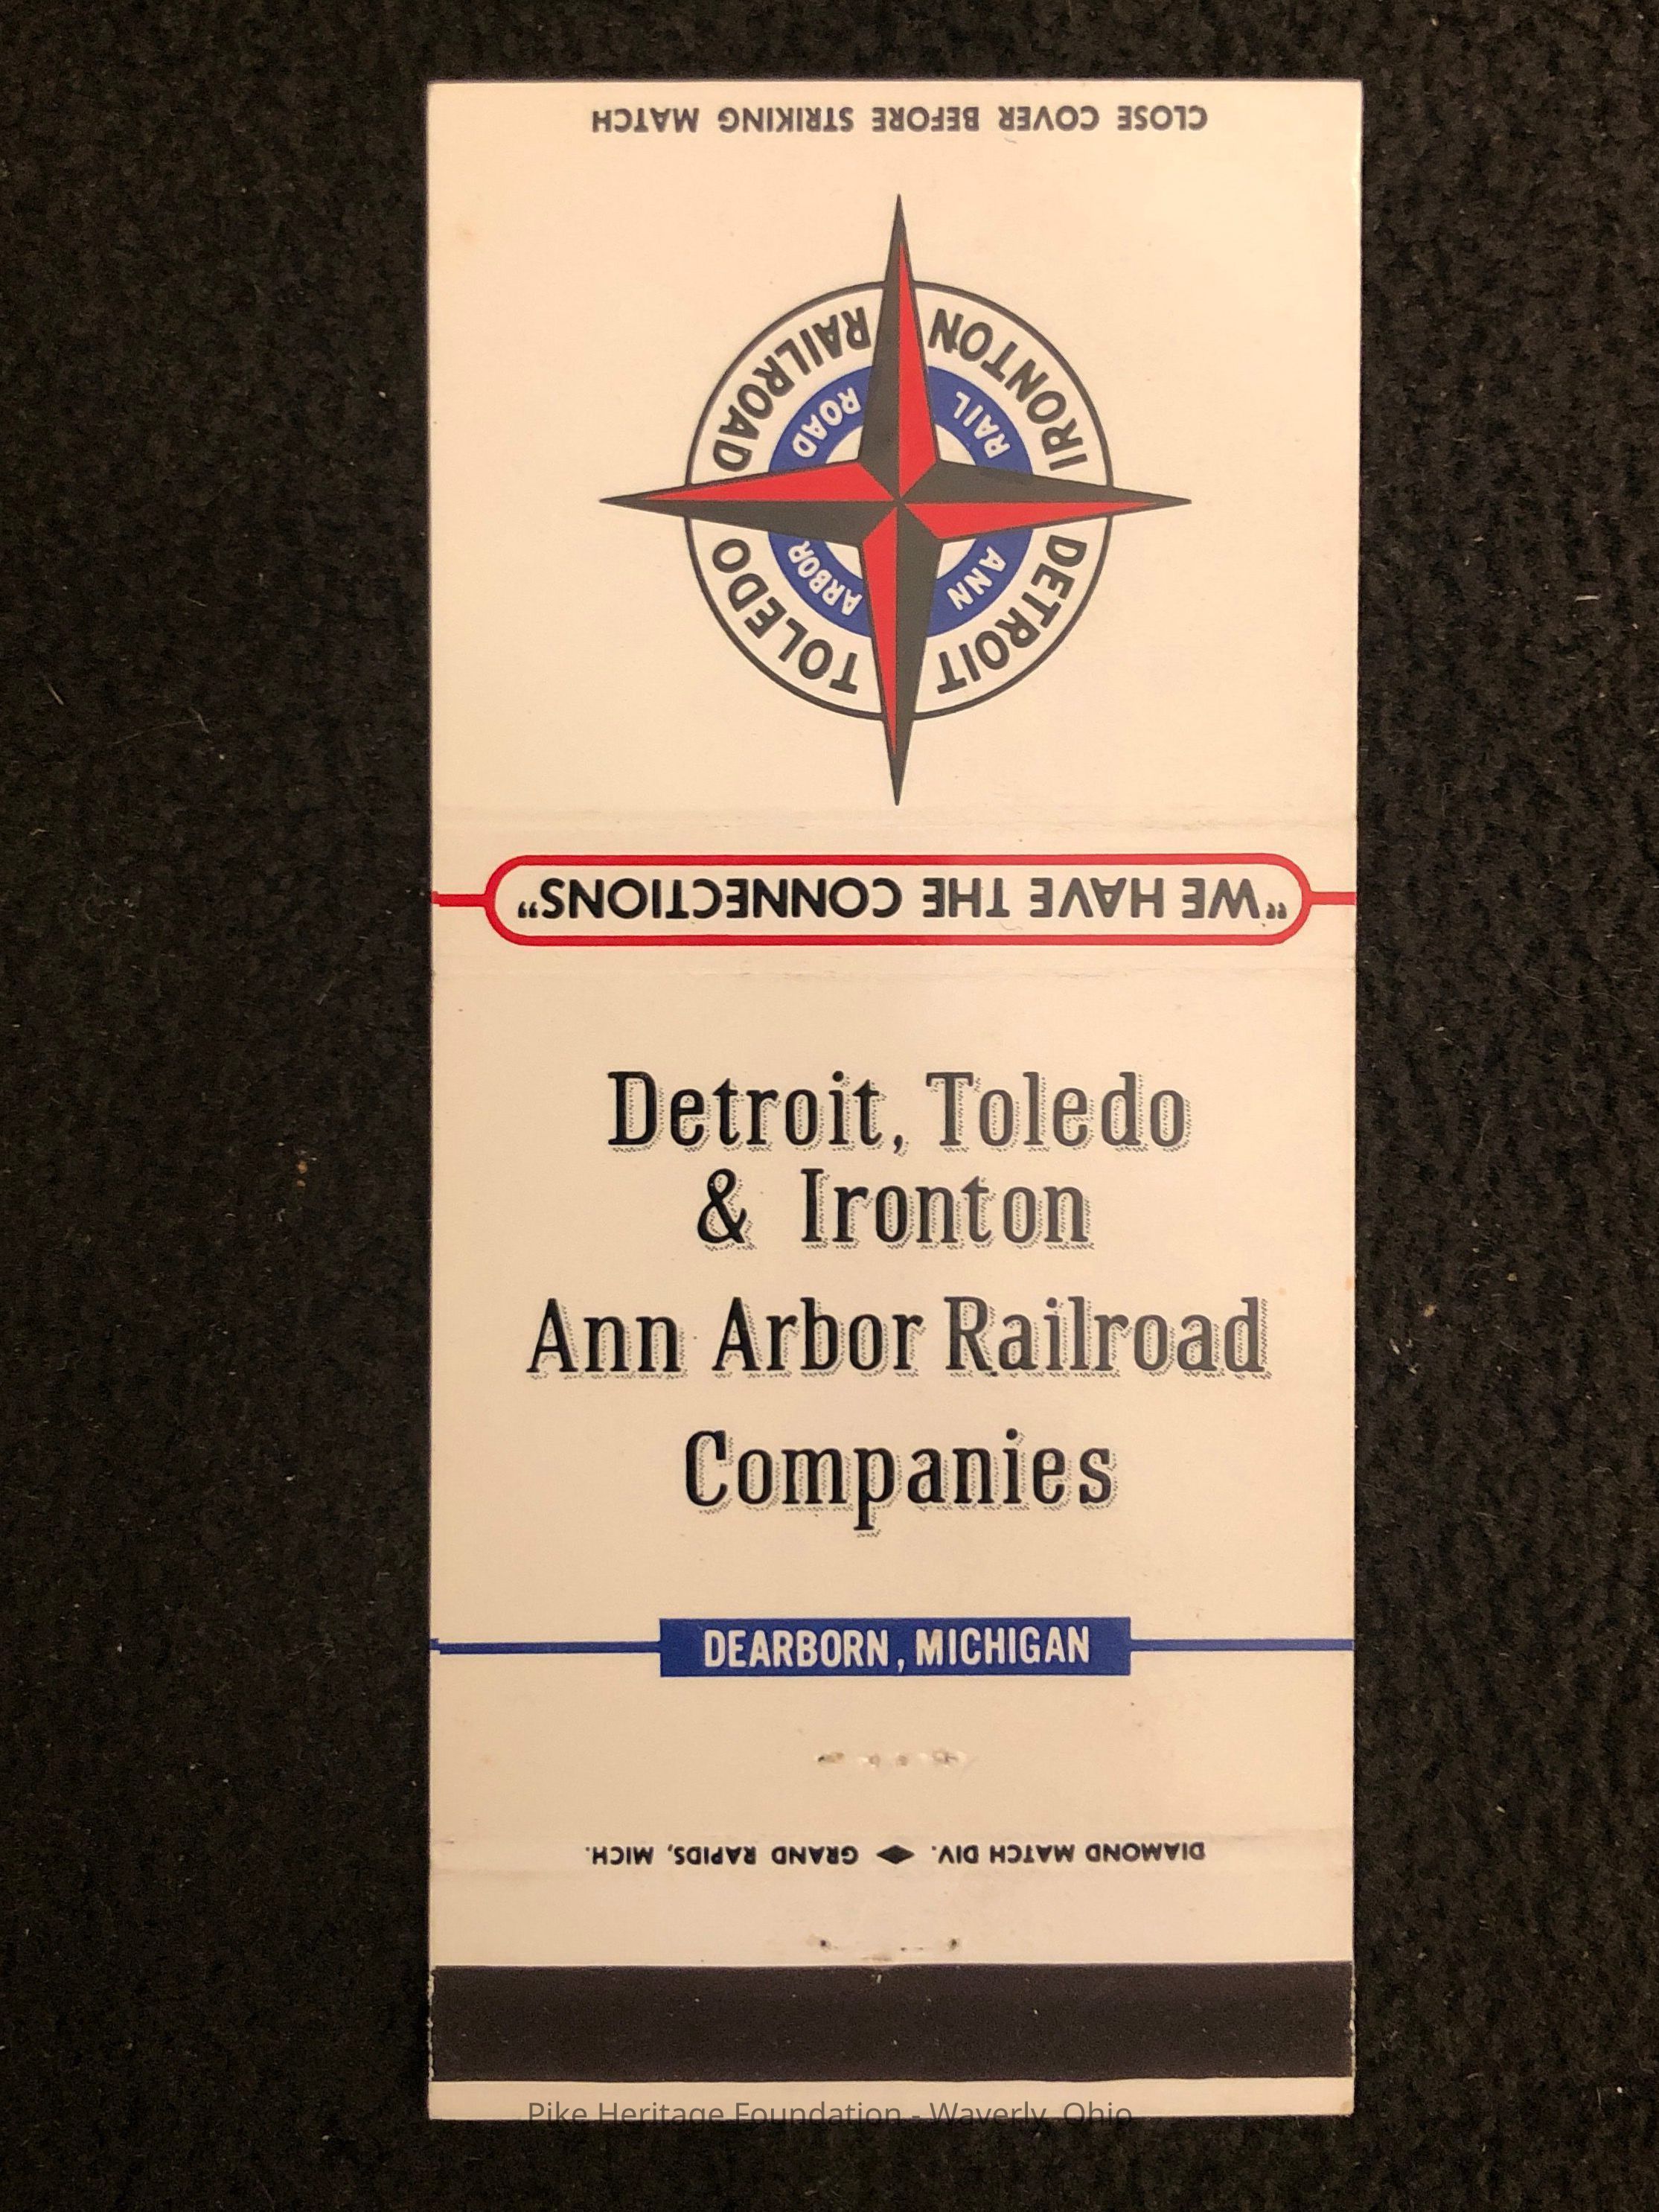 CLOSE COVER BEFORE STRIKING MATCH
DETROIT TOLEDO
IRONTON RAILROAD
ANN ARBOR
RAIL ROAD
"WE HAVE THE CONNECTIONS"
Detroit, Toledo
& Ironton
Ann Arbor Railroad
Companies
DEARBORN, MICHIGAN
DIAMOND MATCH DIV. GRAND RAPIDS, MICH.
Pike Heritage Foundation - Waverly, Ohio